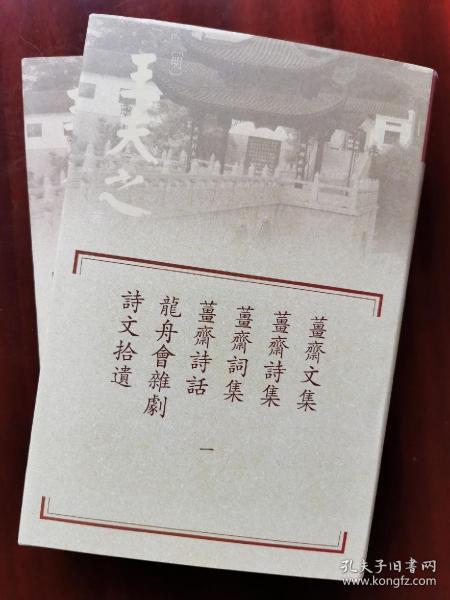 〔明〕
王夫之
薑齋文集
薑齋詩集
薑齋詞集
薑齋詩話
龍舟會雜劇
詩文拾遺
一
孔夫子旧书网
www.kongfz.com